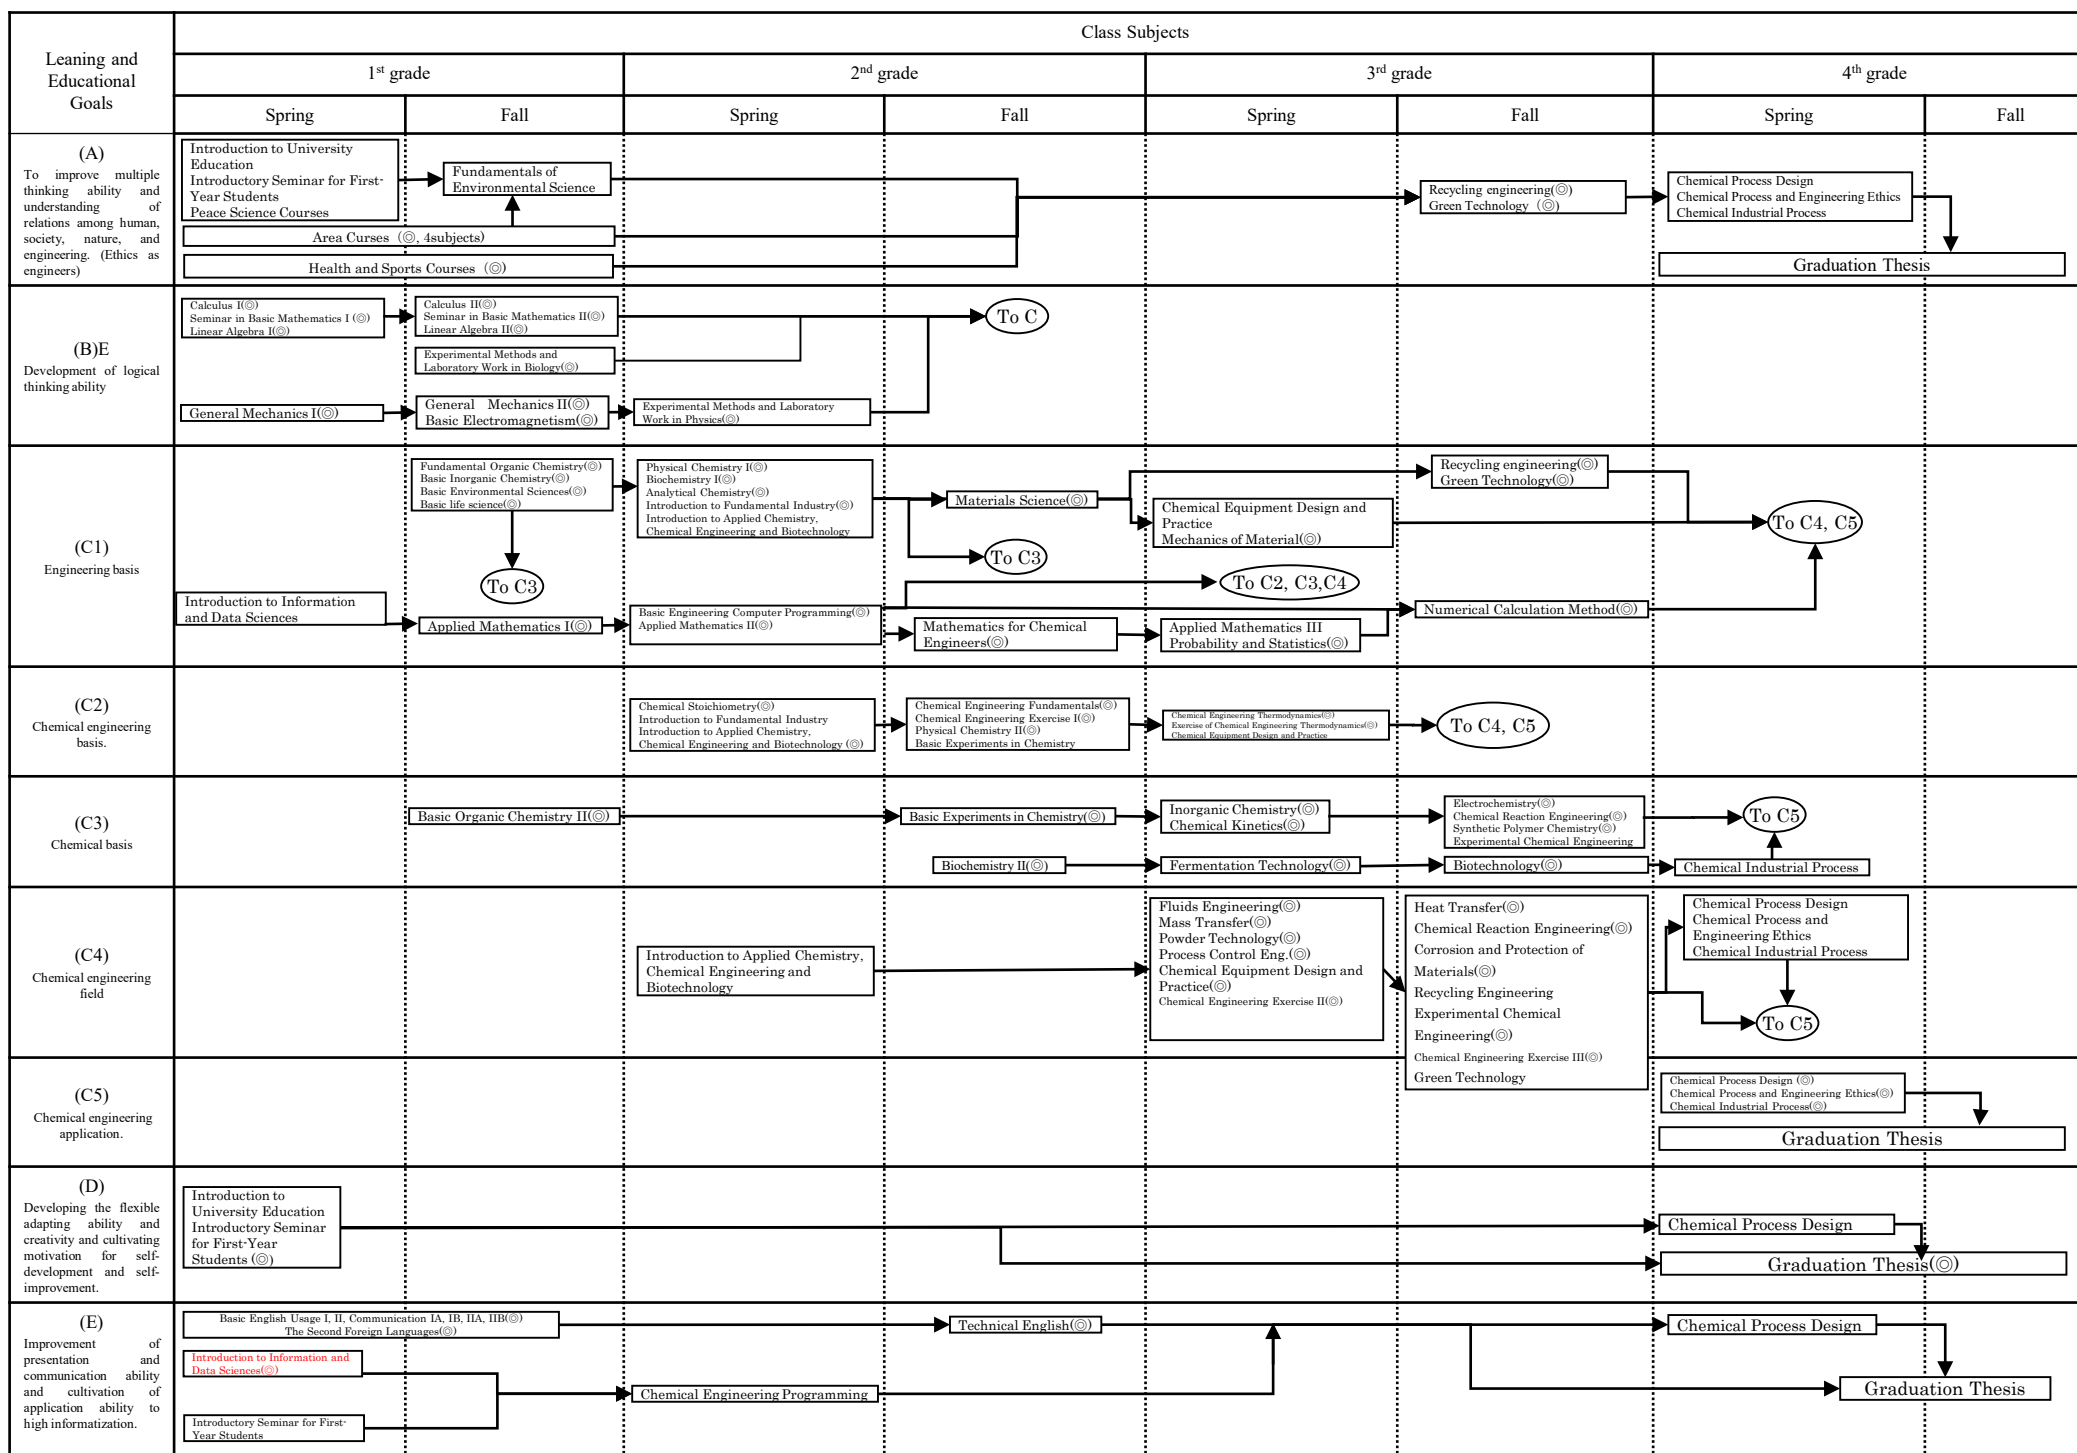 Class Subjects
Leaning and
Educational
Goals
1st grade
2nd grade
3rd grade
4th grade
Spring
Fall
Spring
Fall
Spring
Fall
Spring
Fall
(A)
To improve multiple
thinking ability and
understanding of
relations among human,
society, nature, and
engineering. (Ethics as
engineers)
Introduction to University
Education
Introductory Seminar for First-
Year Students
Peace Science Courses
Fundamentals of
Environmental Science
Area Curses (◎, 4subjects)
Health and Sports Courses (◎)
Recycling engineering(◎)
Green Technology (◎)
Chemical Process Design
Chemical Process and Engineering Ethics
Chemical Industrial Process
Graduation Thesis
(B)E
Development of logical
thinking ability
Calculus I(◎)
Seminar in Basic Mathematics I (◎)
Linear Algebra I(◎)
Calculus II(◎)
Seminar in Basic Mathematics II(◎)
Linear Algebra II(◎)
To C
Experimental Methods and
Laboratory Work in Biology(◎)
General Mechanics I(◎)
General Mechanics II(◎)
Basic Electromagnetism(◎)
Experimental Methods and Laboratory
Work in Physics(◎)
(C1)
Engineering basis
Fundamental Organic Chemistry(◎)
Basic Inorganic Chemistry(◎)
Basic Environmental Sciences(◎)
Basic life science(◎)
Physical Chemistry I(◎)
Biochemistry I(◎)
Analytical Chemistry(◎)
Introduction to Fundamental Industry(◎)
Introduction to Applied Chemistry,
Chemical Engineering and Biotechnology
Materials Science(◎)
Chemical Equipment Design and
Practice
Mechanics of Material(◎)
Recycling engineering(◎)
Green Technology(◎)
To C4, C5
To C3
To C3
To C2, C3,C4
Introduction to Information
and Data Sciences
Applied Mathematics I(◎)
Basic Engineering Computer Programming(◎)
Applied Mathematics II(◎)
Mathematics for Chemical
Engineers(◎)
Applied Mathematics III
Probability and Statistics(◎)
Numerical Calculation Method(◎)
(C2)
Chemical engineering
basis.
Chemical Stoichiometry(◎)
Introduction to Fundamental Industry
Introduction to Applied Chemistry,
Chemical Engineering and Biotechnology (◎)
Chemical Engineering Fundamentals(◎)
Chemical Engineering Exercise I(◎)
Physical Chemistry II(◎)
Basic Experiments in Chemistry
Chemical Engineering Thermodynamics(◎)
Exercise of Chemical Engineering Thermodynamics(◎)
Chemical Equipment Design and Practice
To C4, C5
(C3)
Chemical basis
Basic Organic Chemistry II(◎)
Basic Experiments in Chemistry(◎)
Inorganic Chemistry(◎)
Chemical Kinetics(◎)
Electrochemistry(◎)
Chemical Reaction Engineering(◎)
Synthetic Polymer Chemistry(◎)
Experimental Chemical Engineering
To C5
Biochemistry II(◎)
Fermentation Technology(◎)
Biotechnology(◎)
Chemical Industrial Process
(C4)
Chemical engineering
field
Introduction to Applied Chemistry,
Chemical Engineering and
Biotechnology
Fluids Engineering(◎)
Mass Transfer(◎)
Powder Technology(◎)
Process Control Eng.(◎)
Chemical Equipment Design and
Practice(◎)
Chemical Engineering Exercise II(◎)
Heat Transfer(◎)
Chemical Reaction Engineering(◎)
Corrosion and Protection of
Materials(◎)
Recycling Engineering
Experimental Chemical
Engineering(◎)
Chemical Engineering Exercise III(◎)
Green Technology
Chemical Process Design
Chemical Process and
Engineering Ethics
Chemical Industrial Process
To C5
(C5)
Chemical engineering
application.
Chemical Process Design (◎)
Chemical Process and Engineering Ethics(◎)
Chemical Industrial Process(◎)
Graduation Thesis
(D)
Developing the flexible
adapting ability and
creativity and cultivating
motivation for self-
development and self-
improvement.
Introduction to
University Education
Introductory Seminar
for First-Year
Students (◎)
Chemical Process Design
Graduation Thesis(◎)
(E)
Improvement of
presentation and
communication ability
and cultivation of
application ability to
high informatization.
Basic English Usage I, II, Communication IA, IB, IIA, IIB(◎)
The Second Foreign Languages(◎)
Technical English(◎)
Chemical Process Design
Introduction to Information and
Data Sciences(◎)
Chemical Engineering Programming
Graduation Thesis
Introductory Seminar for First-
Year Students